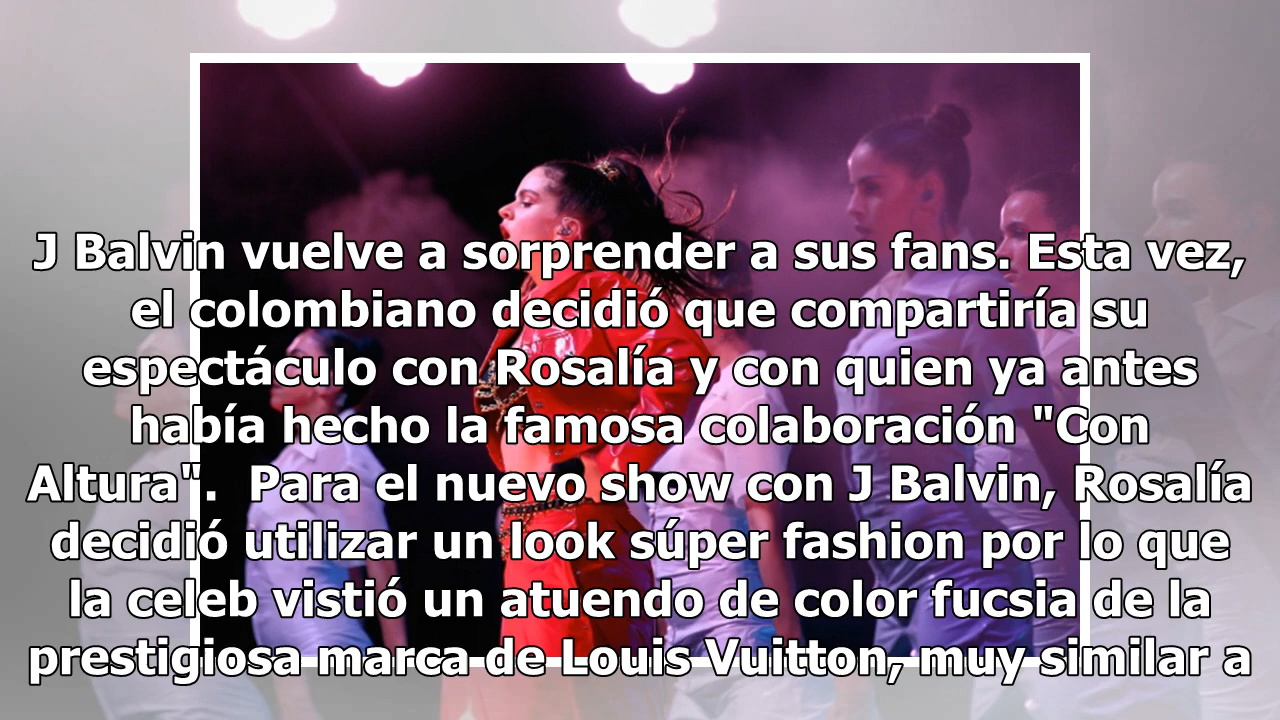 J Balvin vuelve a sorprender a sus fans. Esta vez,
el colombiano decidió que compartiría su
espectáculo con Rosalía y con quien ya antes
había hecho la famosa colaboración "Con
Altura".  Para el nuevo show con J Balvin, Rosalía
decidió utilizar un look súper fashion por lo que
la celeb vistió un atuendo de color fucsia de la
prestigiosa marca de Louis Vuitton, muy similar a